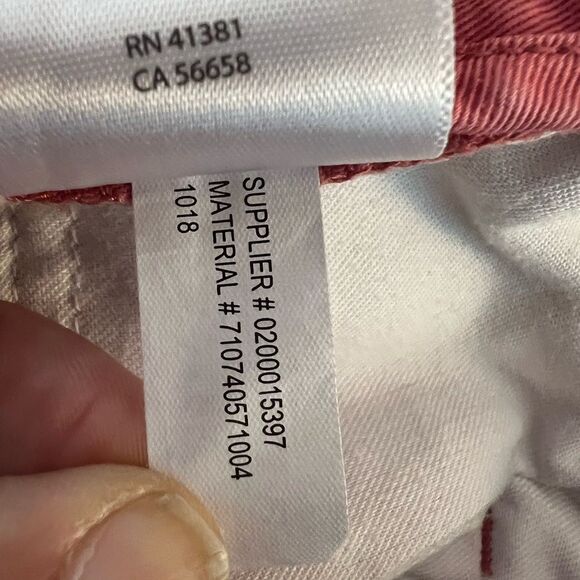 RN 41381
CA 56658
SUPPLIER # 0200015397
MATERIAL # 710740571004
1018